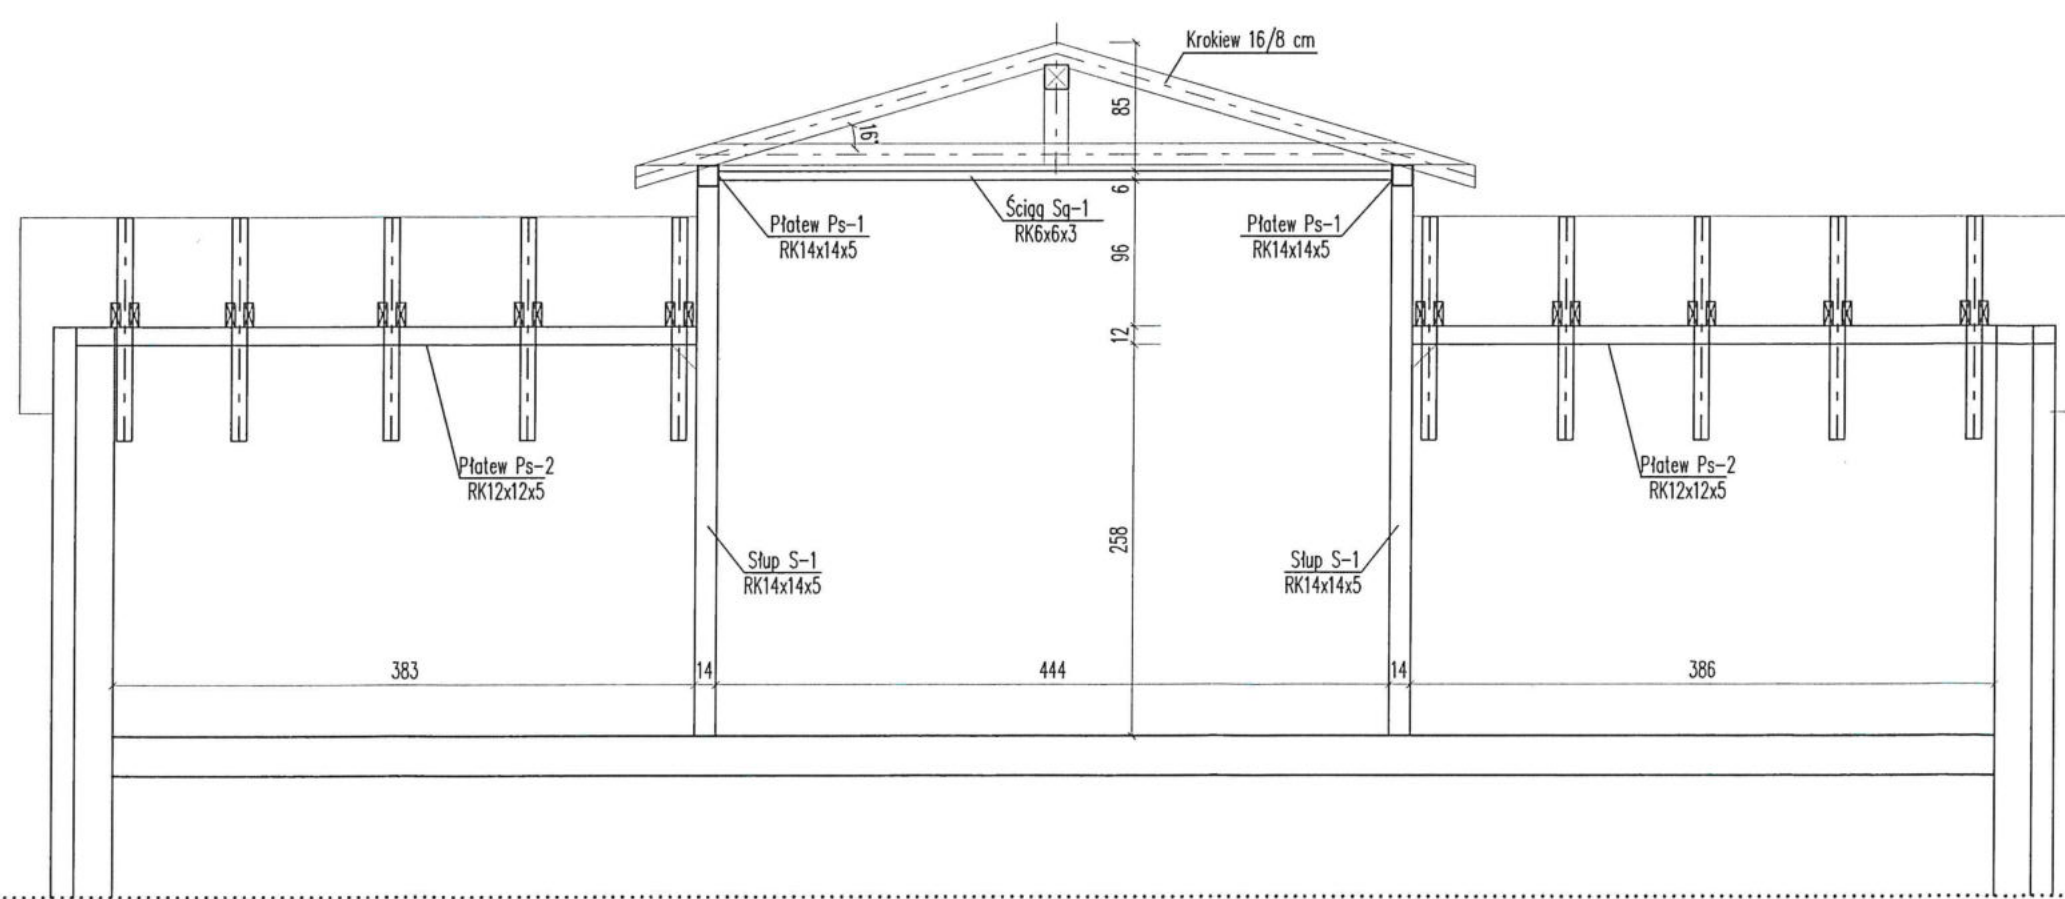 Krokiew 16/8 cm
85
16°
6
Ściąg Sg-1
RK6x6x3
Płatew Ps-1
RK14x14x5
Płatew Ps-1
RK14x14x5
96
12
Płatew Ps-2
RK12x12x5
Płatew Ps-2
RK12x12x5
258
Słup S-1
RK14x14x5
Słup S-1
RK14x14x5
383
14
444
14
386